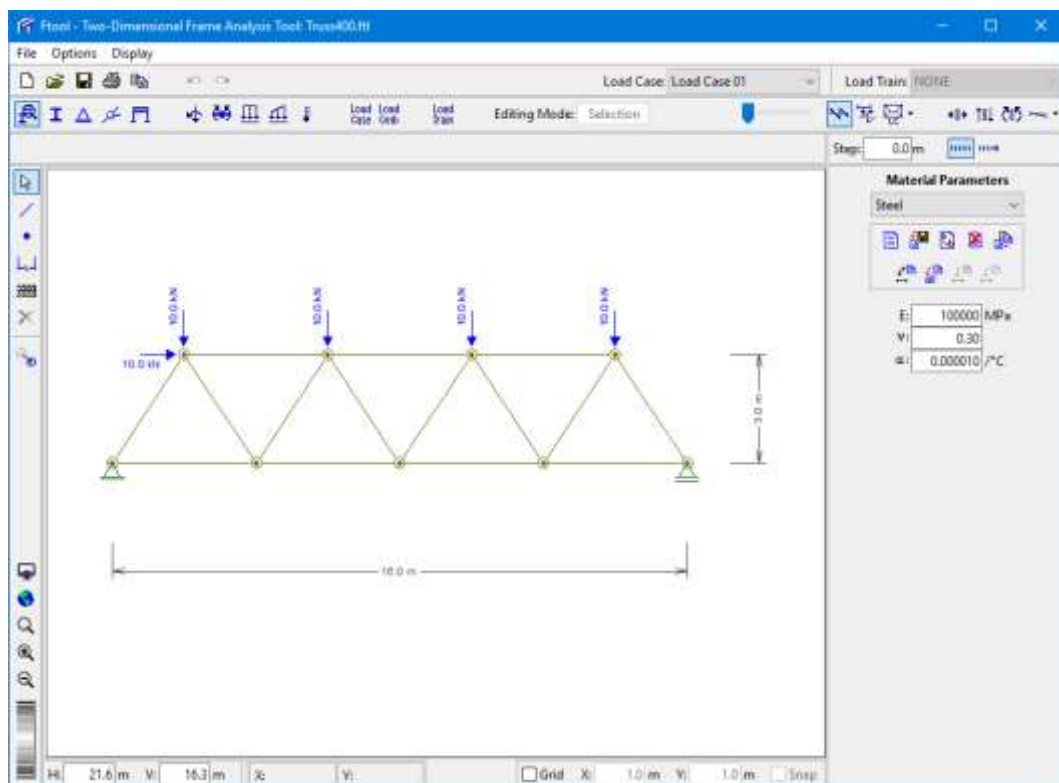 Ftool - Two-Dimensional Frame Analysis Tool: Truss400.ftl
File Options Display
Load Case: Load Case 01
Load Train: NONE
Load Case Load Comb Load Train
Editing Mode: Selection
Step: 0.0 m
Material Parameters
Steel
E: 100000 MPa
ν: 0.30
α: 0.000010 /°C
10.0 kN
10.0 kN
10.0 kN
10.0 kN
10.0 kN
3.0 m
16.0 m
H: 21.6 m V: 16.3 m X: Y: Grid X: 1.0 m Y: 1.0 m Snap